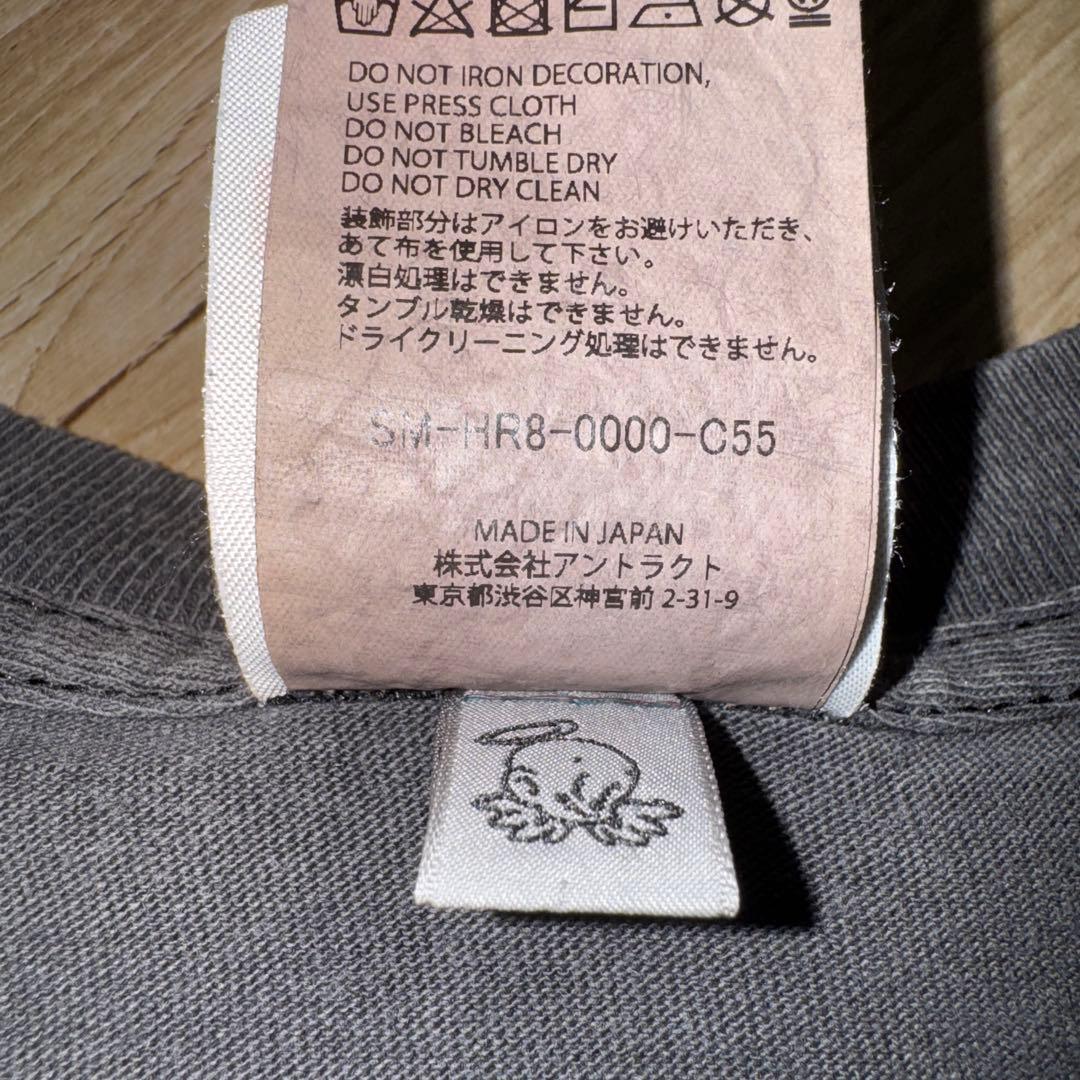 DO NOT IRON DECORATION,
USE PRESS CLOTH
DO NOT BLEACH
DO NOT TUMBLE DRY
DO NOT DRY CLEAN
装飾部分はアイロンをお避けいただき、
あて布を使用して下さい。
漂白処理はできません。
タンブル乾燥はできません。
ドライクリーニング処理はできません。
SM-HR8-0000-C55
MADE IN JAPAN
株式会社アントラクト
東京都渋谷区神宮前 2-31-9